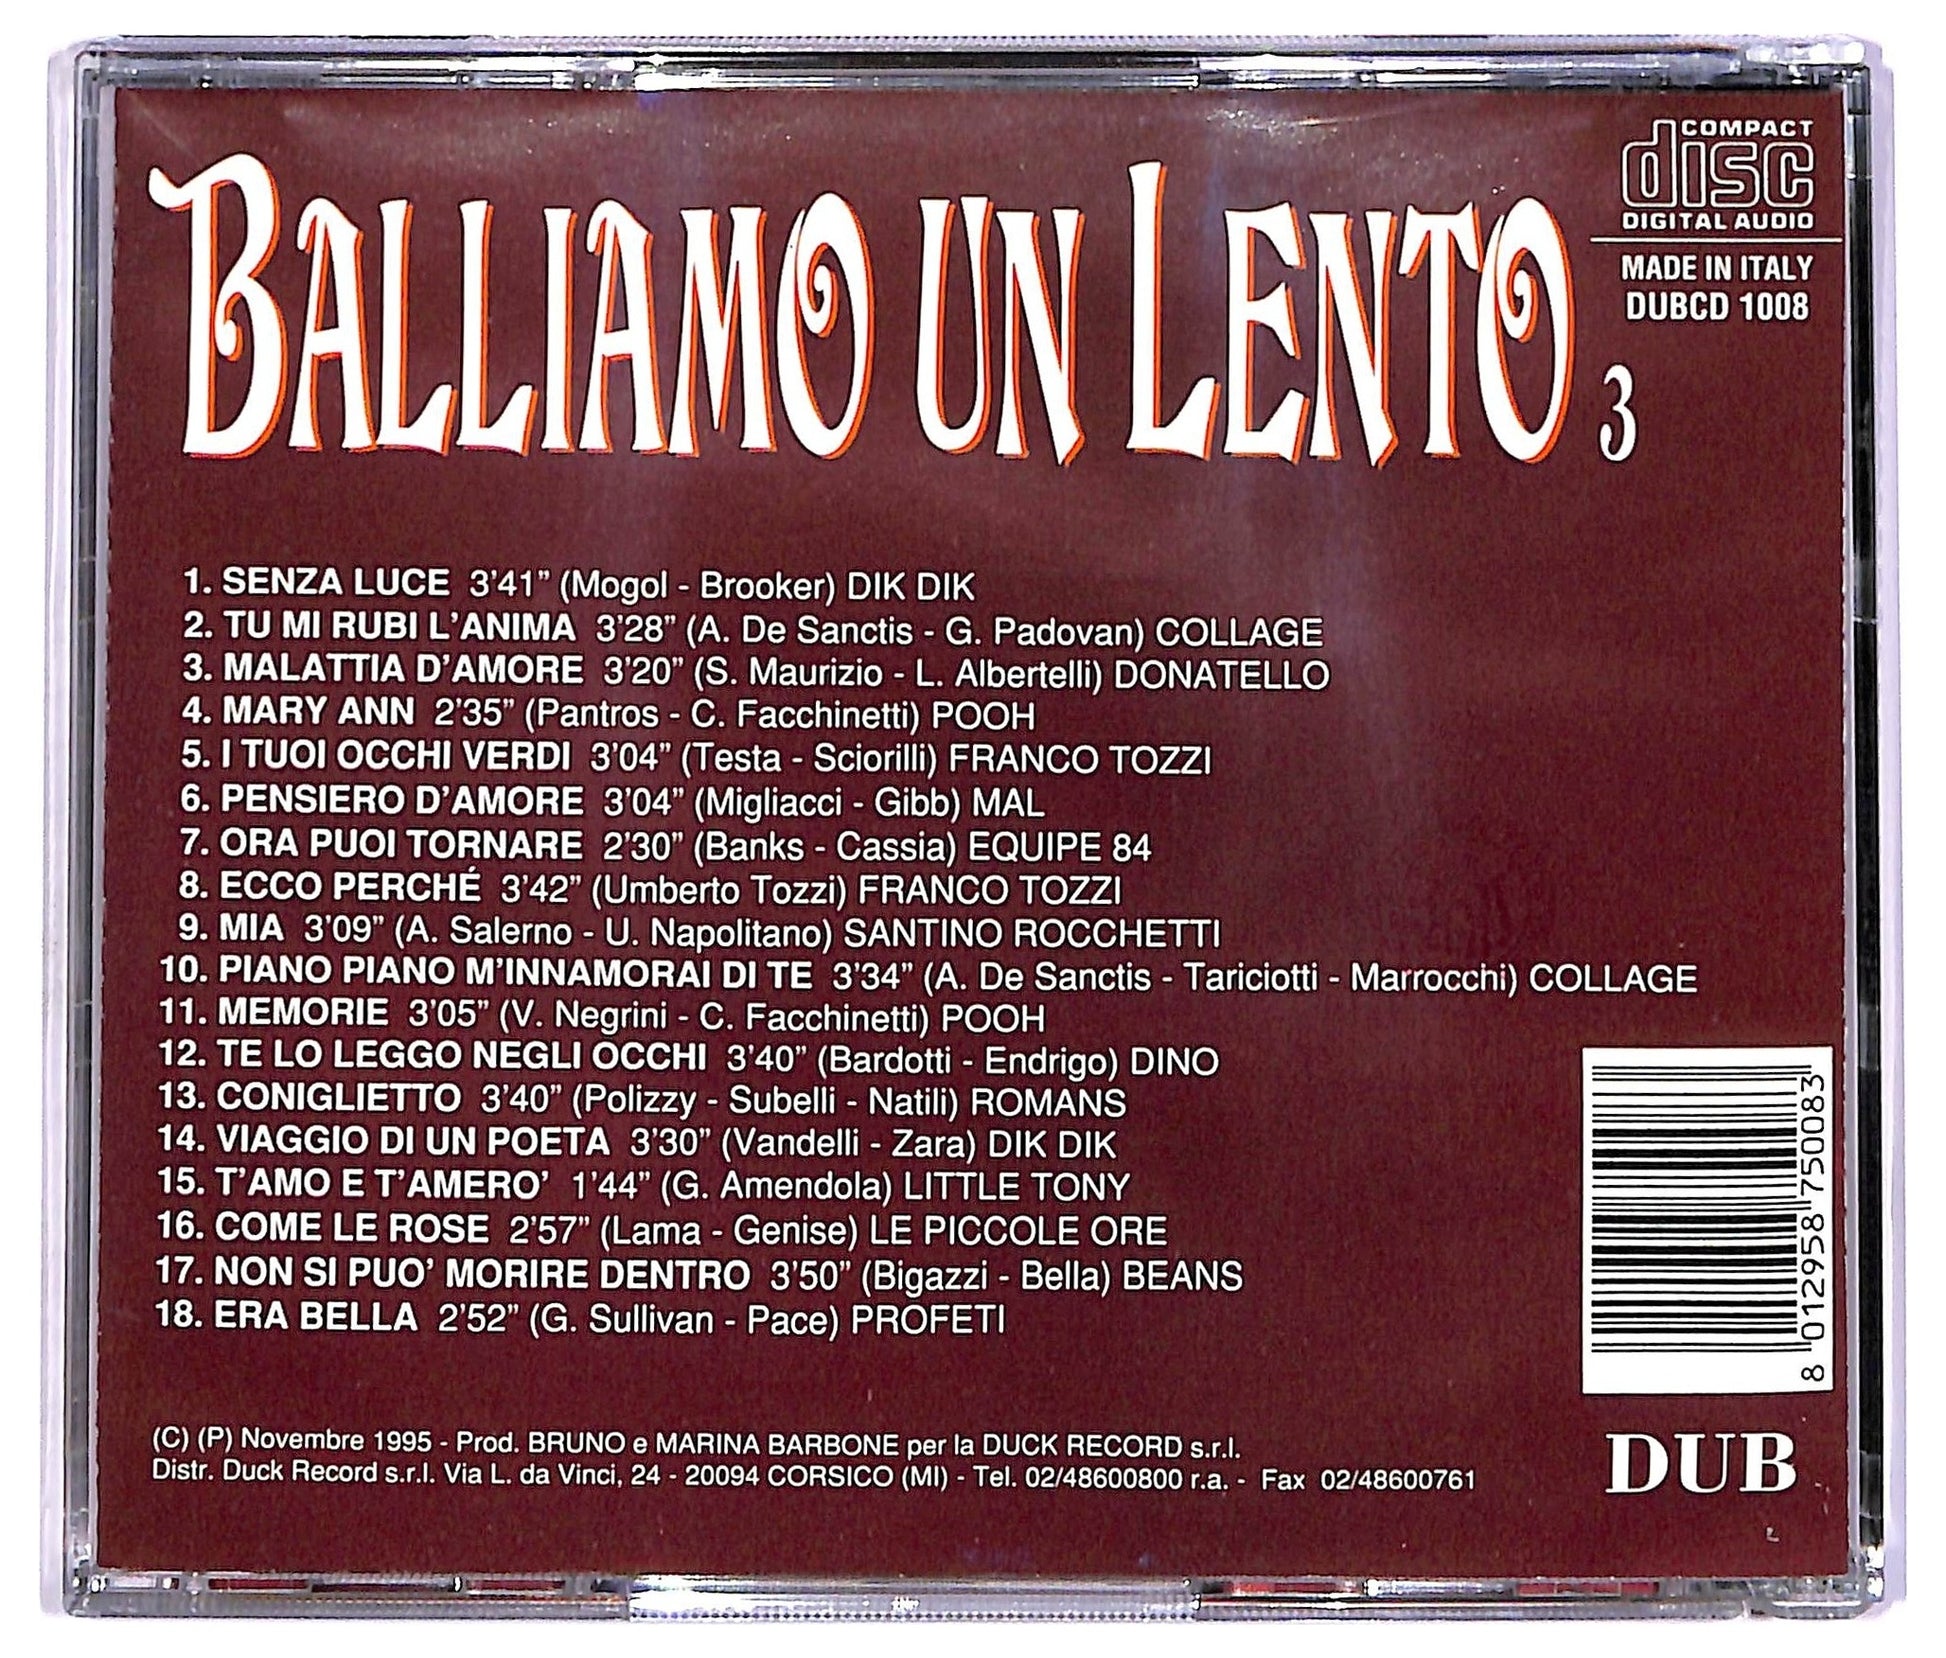 BALLIAMO UN LENTO 3
COMPACT
disc
DIGITAL AUDIO
MADE IN ITALY
DUBCD 1008
1. SENZA LUCE 3'41" (Mogol - Brooker) DIK DIK
2. TU MI RUBI L'ANIMA 3'28" (A. De Sanctis - G. Padovan) COLLAGE
3. MALATTIA D'AMORE 3'20" (S. Maurizio - L. Albertelli) DONATELLO
4. MARY ANN 2'35" (Pantros - C. Facchinetti) POOH
5. I TUOI OCCHI VERDI 3'04" (Testa - Sciorilli) FRANCO TOZZI
6. PENSIERO D'AMORE 3'04" (Migliacci - Gibb) MAL
7. ORA PUOI TORNARE 2'30" (Banks - Cassia) EQUIPE 84
8. ECCO PERCHÉ 3'42" (Umberto Tozzi) FRANCO TOZZI
9. MIA 3'09" (A. Salerno - U. Napolitano) SANTINO ROCCHETTI
10. PIANO PIANO M'INNAMORAI DI TE 3'34" (A. De Sanctis - Tariciotti - Marrocchi) COLLAGE
11. MEMORIE 3'05" (V. Negrini - C. Facchinetti) POOH
12. TE LO LEGGO NEGLI OCCHI 3'40" (Bardotti - Endrigo) DINO
13. CONIGLIETTO 3'40" (Polizzy - Subelli - Natili) ROMANS
14. VIAGGIO DI UN POETA 3'30" (Vandelli - Zara) DIK DIK
15. T'AMO E T'AMERO' 1'44" (G. Amendola) LITTLE TONY
16. COME LE ROSE 2'57" (Lama - Genise) LE PICCOLE ORE
17. NON SI PUO' MORIRE DENTRO 3'50" (Bigazzi - Bella) BEANS
18. ERA BELLA 2'52" (G. Sullivan - Pace) PROFETI
8 012958 750083
(C) (P) Novembre 1995 - Prod. BRUNO e MARINA BARBONE per la DUCK RECORD s.r.l.
Distr. Duck Record s.r.l. Via L. da Vinci, 24 - 20094 CORSICO (MI) - Tel. 02/48600800 r.a. - Fax 02/48600761
DUB